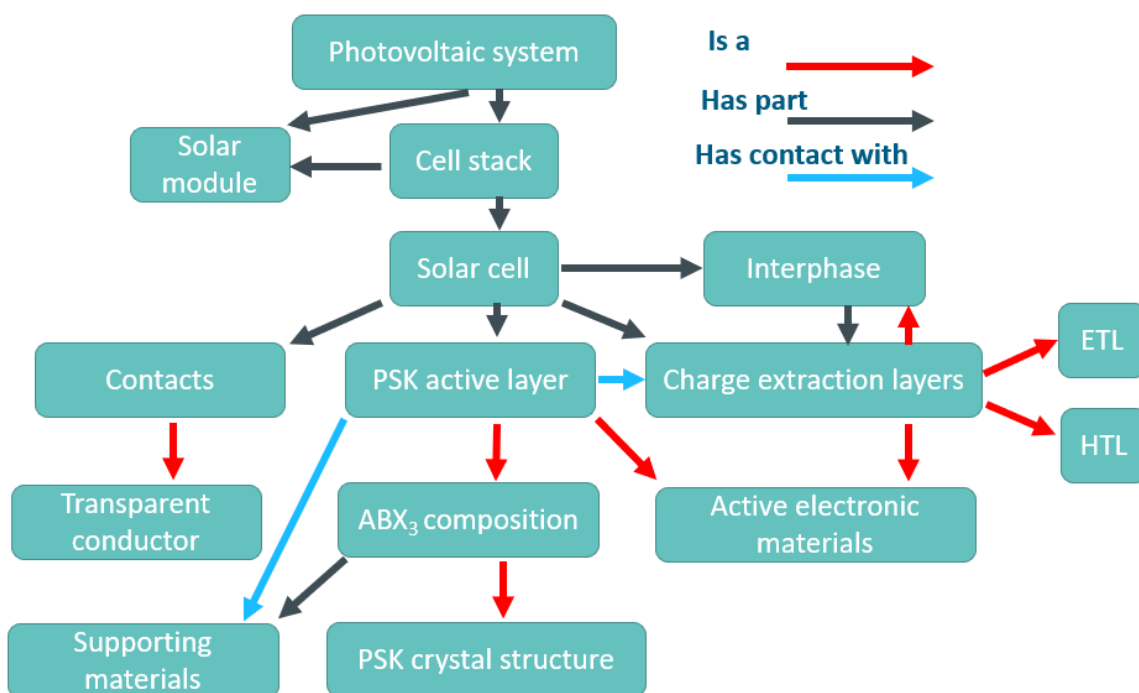 Photovoltaic system
Is a
Has part
Has contact with
Solar
module
Cell stack
Solar cell
Interphase
Contacts
PSK active layer
Charge extraction layers
ETL
HTL
Transparent
conductor
ABX₃ composition
Active electronic
materials
Supporting
materials
PSK crystal structure